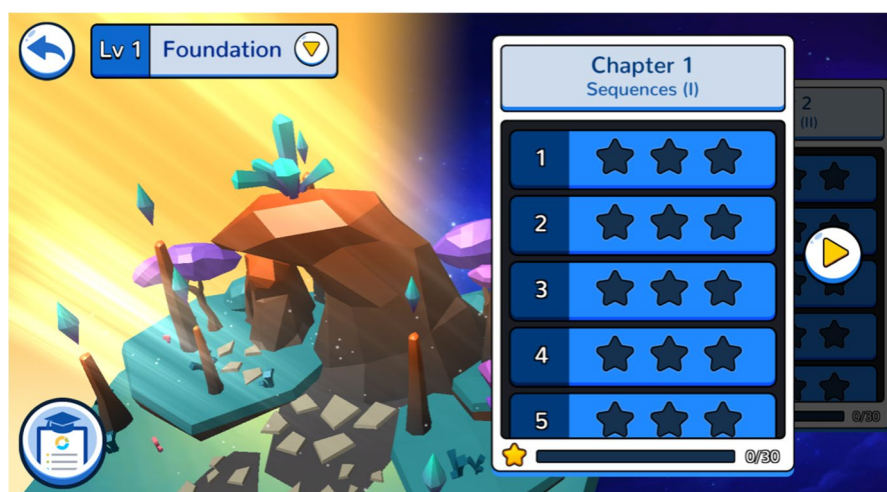 Lv 1 Foundation
Chapter 1
Sequences (I)
1
2
3
4
5
0/30
2
(II)
0/30